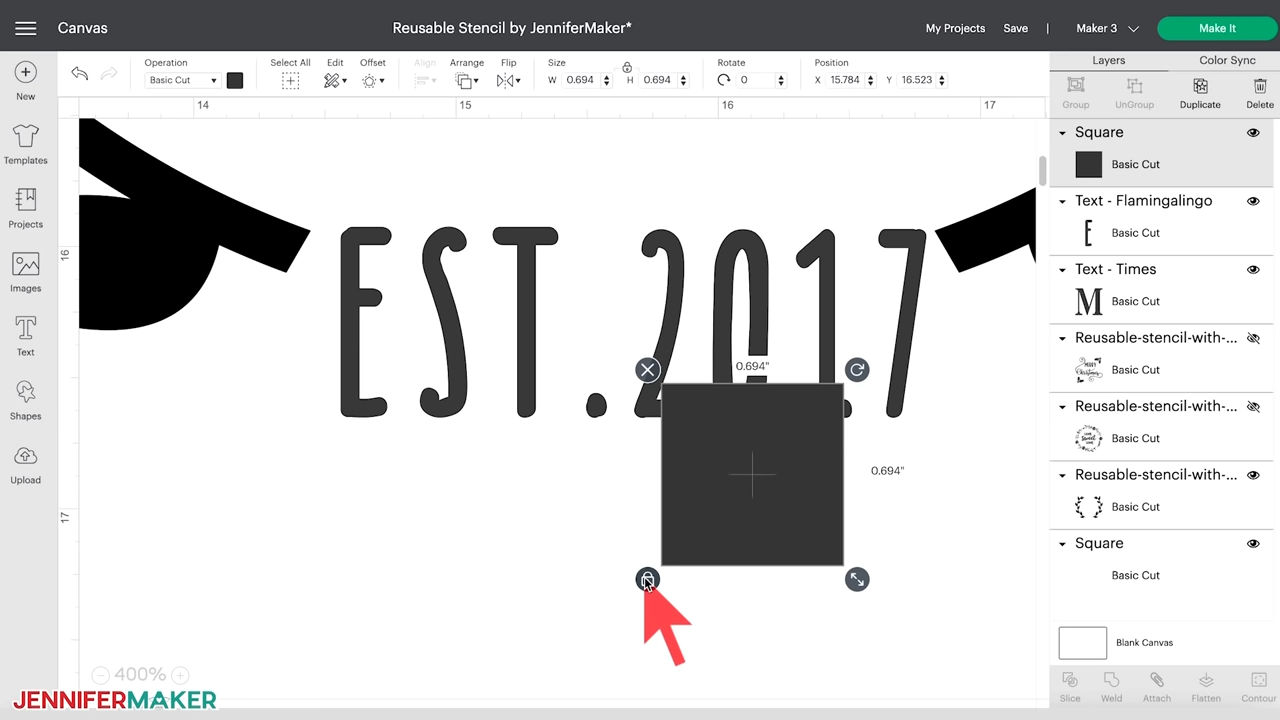 Canvas
Reusable Stencil by JenniferMaker*
My Projects
Save
Maker 3
Make It
New
Templates
Projects
Images
Text
Shapes
Upload
Operation
Basic Cut
Select All
Edit
Offset
Align
Arrange
Flip
Size
W 0.694
H 0.694
Rotate
0
Position
X 15.784
Y 16.523
14
15
16
17
16
17
EST.2017
0.694"
0.694"
400%
JENNIFERMAKER
Layers
Color Sync
Group
UnGroup
Duplicate
Delete
Square
Basic Cut
Text - Flamingalingo
E
Basic Cut
Text - Times
M
Basic Cut
Reusable-stencil-with-...
Basic Cut
Reusable-stencil-with-...
Basic Cut
Reusable-stencil-with-...
Basic Cut
Square
Basic Cut
Blank Canvas
Slice
Weld
Attach
Flatten
Contour